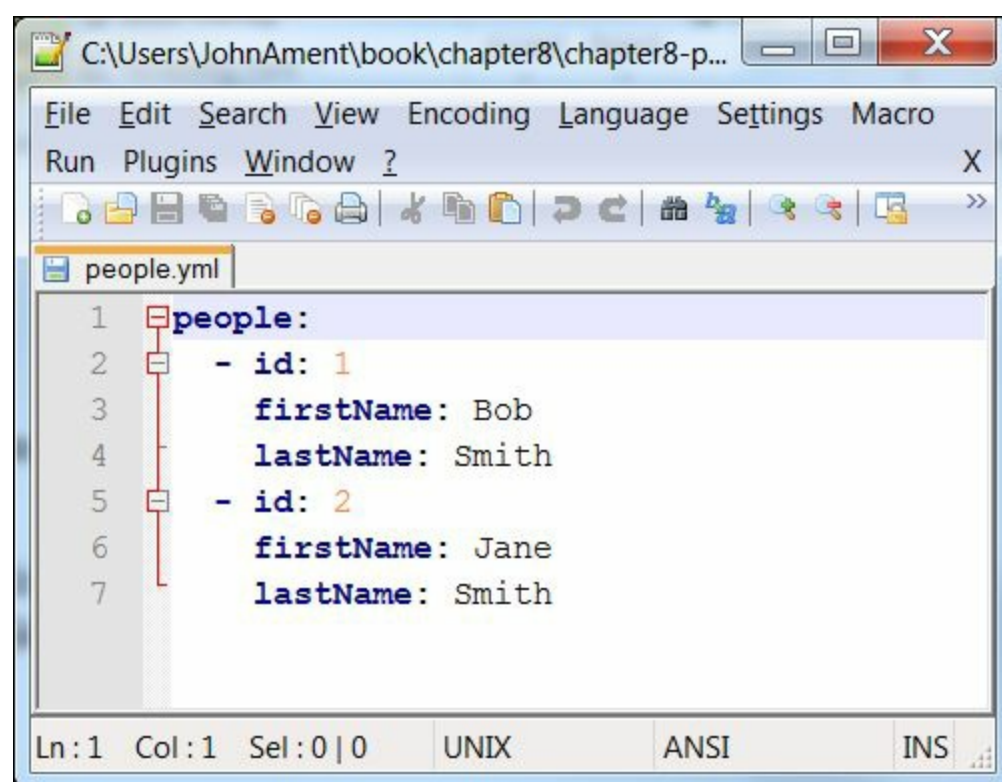 C:\Users\JohnAment\book\chapter8\chapter8-p...
File Edit Search View Encoding Language Settings Macro
Run Plugins Window ? X
people.yml
1 people:
2   - id: 1
3     firstName: Bob
4     lastName: Smith
5   - id: 2
6     firstName: Jane
7     lastName: Smith
Ln : 1 Col : 1 Sel : 0 | 0 UNIX ANSI INS